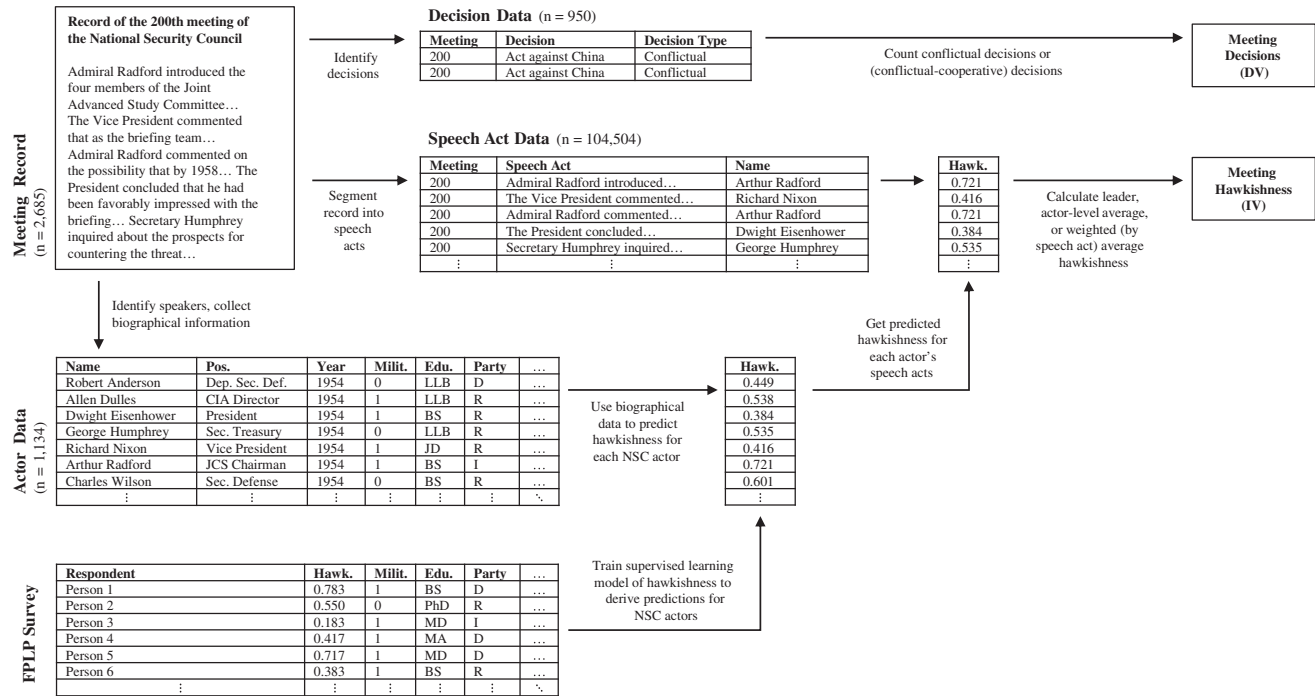 Meeting Record
(n = 2,685)
Record of the 200th meeting of
the National Security Council
Admiral Radford introduced the
four members of the Joint
Advanced Study Committee…
The Vice President commented
that as the briefing team…
Admiral Radford commented on
the possibility that by 1958… The
President concluded that he had
been favorably impressed with the
briefing… Secretary Humphrey
inquired about the prospects for
countering the threat…
Identify
decisions
Decision Data (n = 950)
Meeting Decision Decision Type
200 Act against China Conflictual
200 Act against China Conflictual
Count conflictual decisions or
(conflictual-cooperative) decisions
Meeting
Decisions
(DV)
Segment
record into
speech
acts
Speech Act Data (n = 104,504)
Meeting Speech Act Name
200 Admiral Radford introduced… Arthur Radford
200 The Vice President commented… Richard Nixon
200 Admiral Radford commented… Arthur Radford
200 The President concluded… Dwight Eisenhower
200 Secretary Humphrey inquired… George Humphrey
⋮ ⋮ ⋮
Hawk.
0.721
0.416
0.721
0.384
0.535
⋮
Calculate leader,
actor-level average,
or weighted (by
speech act) average
hawkishness
Meeting
Hawkishness
(IV)
Identify speakers, collect
biographical information
Get predicted
hawkishness for
each actor's
speech acts
Actor Data
(n = 1,134)
Name Pos. Year Milit. Edu. Party …
Robert Anderson Dep. Sec. Def. 1954 0 LLB D …
Allen Dulles CIA Director 1954 1 LLB R …
Dwight Eisenhower President 1954 1 BS R …
George Humphrey Sec. Treasury 1954 0 LLB R …
Richard Nixon Vice President 1954 1 JD R …
Arthur Radford JCS Chairman 1954 1 BS I …
Charles Wilson Sec. Defense 1954 0 BS R …
⋮ ⋮ ⋮ ⋮ ⋮ ⋮ ⋱
Use biographical
data to predict
hawkishness for
each NSC actor
Hawk.
0.449
0.538
0.384
0.535
0.416
0.721
0.601
⋮
FPLP Survey
Respondent Hawk. Milit. Edu. Party …
Person 1 0.783 1 BS D …
Person 2 0.550 0 PhD R …
Person 3 0.183 1 MD I …
Person 4 0.417 1 MA D …
Person 5 0.717 1 MD D …
Person 6 0.383 1 BS R …
⋮ ⋮ ⋮ ⋮ ⋮ ⋱
Train supervised learning
model of hawkishness to
derive predictions for
NSC actors